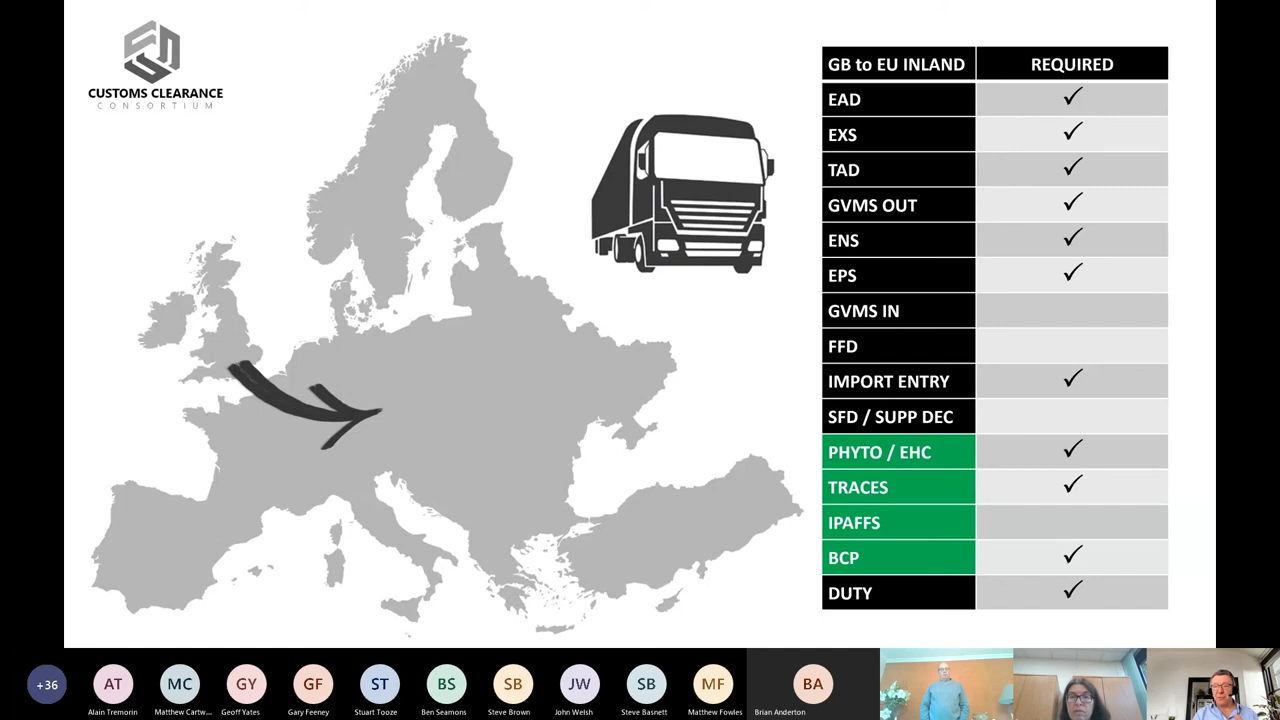 CUSTOMS CLEARANCE
CONSORTIUM
GB to EU INLAND REQUIRED
EAD ✓
EXS ✓
TAD ✓
GVMS OUT ✓
ENS ✓
EPS ✓
GVMS IN
FFD
IMPORT ENTRY ✓
SFD / SUPP DEC
PHYTO / EHC ✓
TRACES ✓
IPAFFS
BCP ✓
DUTY ✓
+36 AT MC GY GF ST BS SB JW SB MF BA
Alain Tremorin Matthew Cartw... Geoff Yates Gary Feeney Stuart Tooze Ben Seamons Steve Brown John Welsh Steve Basnett Matthew Fowles Brian Anderton